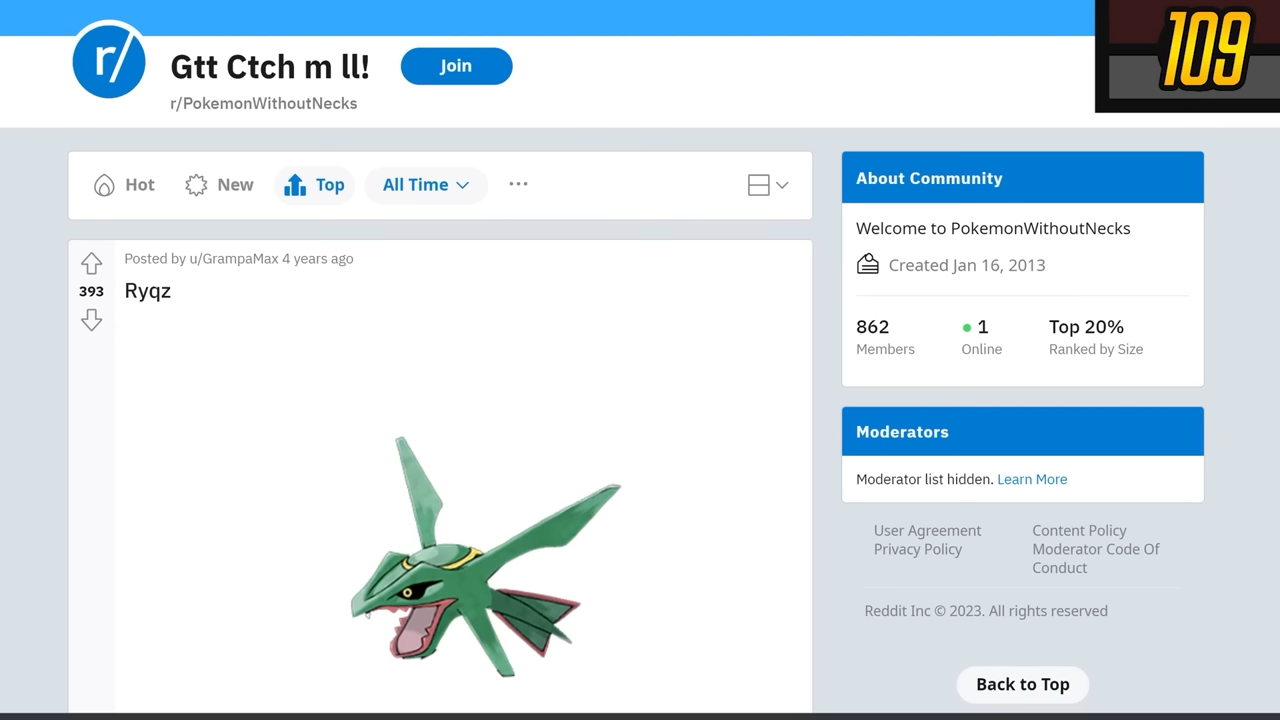 109
r/
Gtt Ctch m ll!
Join
r/PokemonWithoutNecks
Hot
New
Top
All Time
...
Posted by u/GrampaMax 4 years ago
393
Ryqz
About Community
Welcome to PokemonWithoutNecks
Created Jan 16, 2013
862
1
Top 20%
Members
Online
Ranked by Size
Moderators
Moderator list hidden. Learn More
User Agreement
Privacy Policy
Content Policy
Moderator Code Of
Conduct
Reddit Inc © 2023. All rights reserved
Back to Top